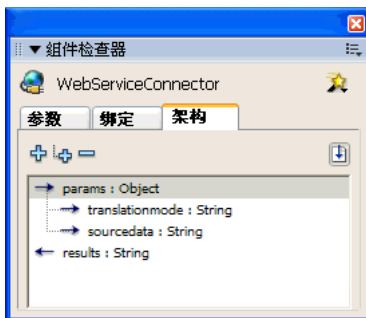 组件检查器
WebServiceConnector
参数 绑定 架构
params : Object
translationmode : String
sourcedata : String
results : String